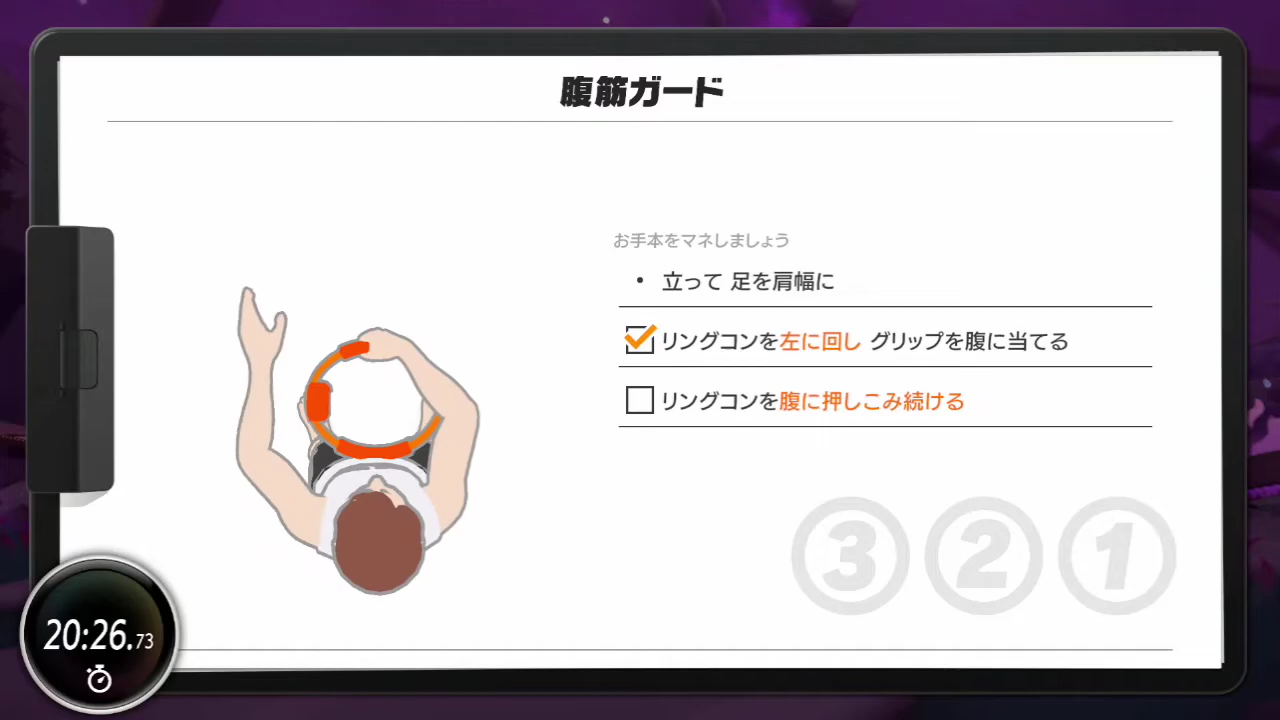 腹筋ガード
お手本をマネしましょう
・ 立って 足を肩幅に
リングコンを左に回し グリップを腹に当てる
リングコンを腹に押しこみ続ける
3 2 1
20:26.73